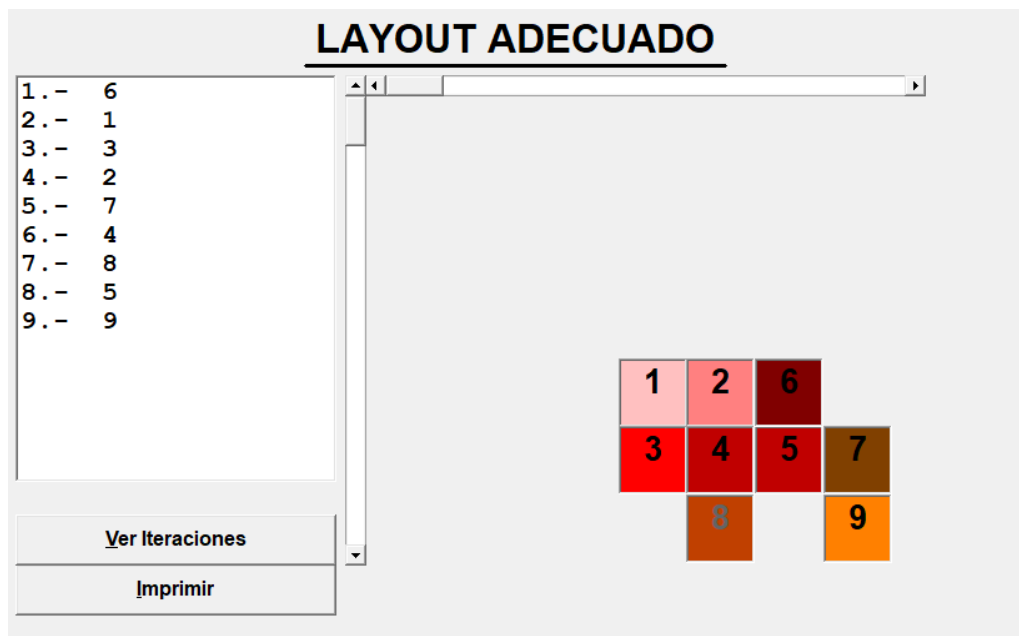 LAYOUT ADECUADO
1.- 6
2.- 1
3.- 3
4.- 2
5.- 7
6.- 4
7.- 8
8.- 5
9.- 9
Ver Iteraciones
Imprimir
1 2 6
3 4 5 7
8 9